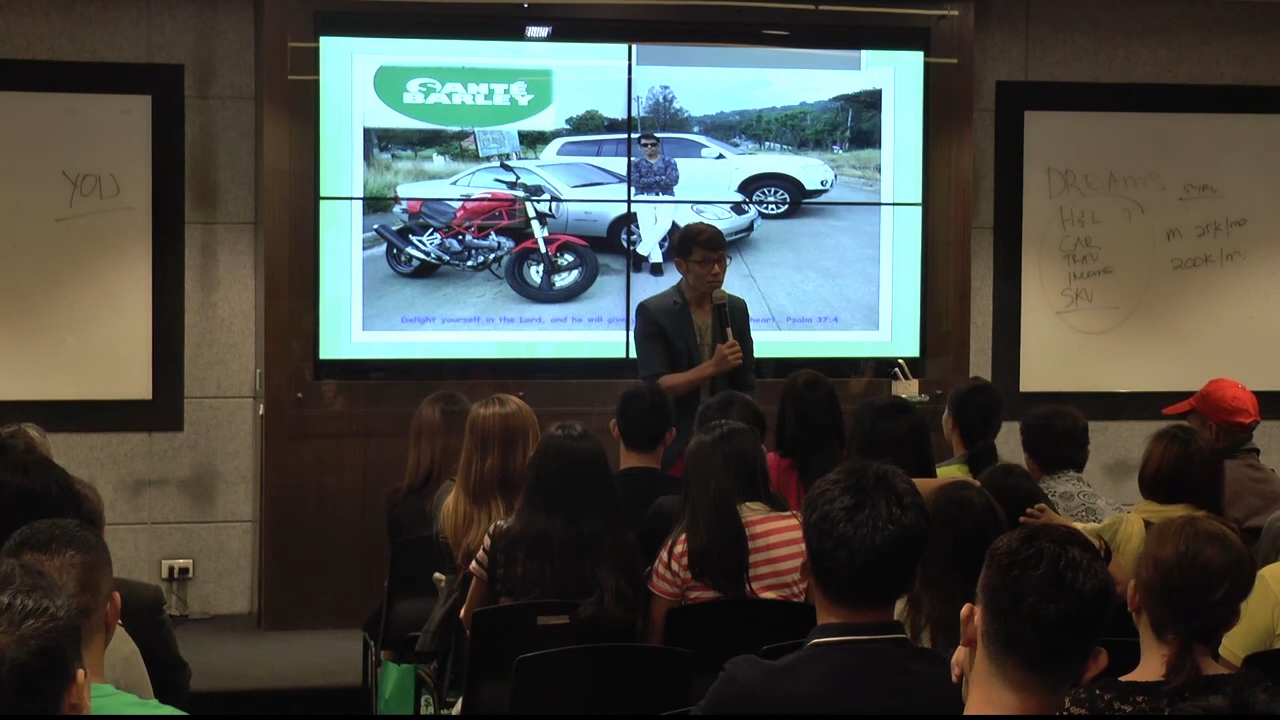 YOU
SANTÉ
BARLEY
Delight yourself in the Lord, and he will give heart. Psalm 37:4
DREAMS 5 yrs
H&L ?
CAR m 25k/mo
TRAV 200k/m.
INCOME